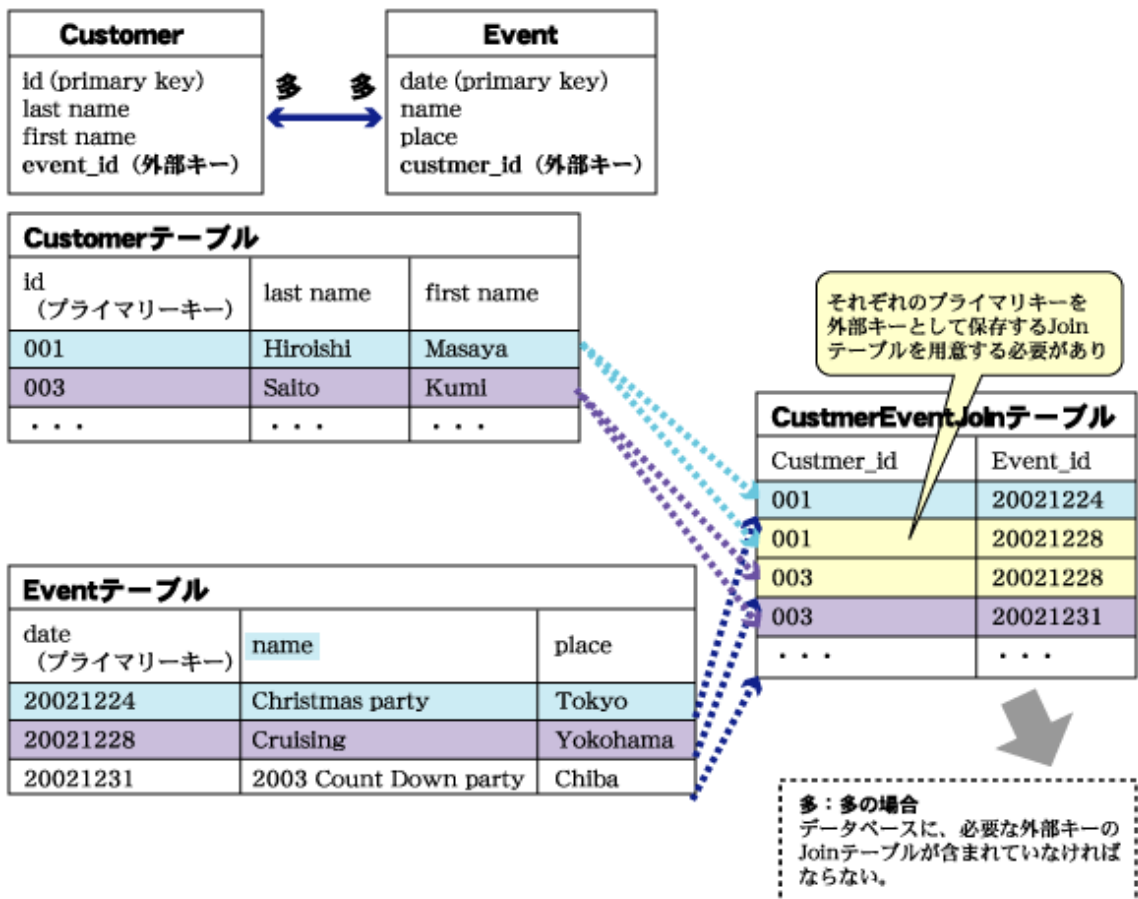 Customer
id (primary key)
last name
first name
event_id（外部キー）
多 多
Event
date (primary key)
name
place
custmer_id（外部キー）
Customerテーブル
id
（プライマリーキー）
last name
first name
001 Hiroishi Masaya
003 Saito Kumi
・・・ ・・・ ・・・
それぞれのプライマリキーを
外部キーとして保存するJoin
テーブルを用意する必要があり
CustmerEventJoinテーブル
Custmer_id Event_id
001 20021224
001 20021228
003 20021228
003 20021231
・・・ ・・・
Eventテーブル
date
（プライマリーキー）
name
place
20021224 Christmas party Tokyo
20021228 Cruising Yokohama
20021231 2003 Count Down party Chiba
多：多の場合
データベースに、必要な外部キーの
Joinテーブルが含まれていなければ
ならない。